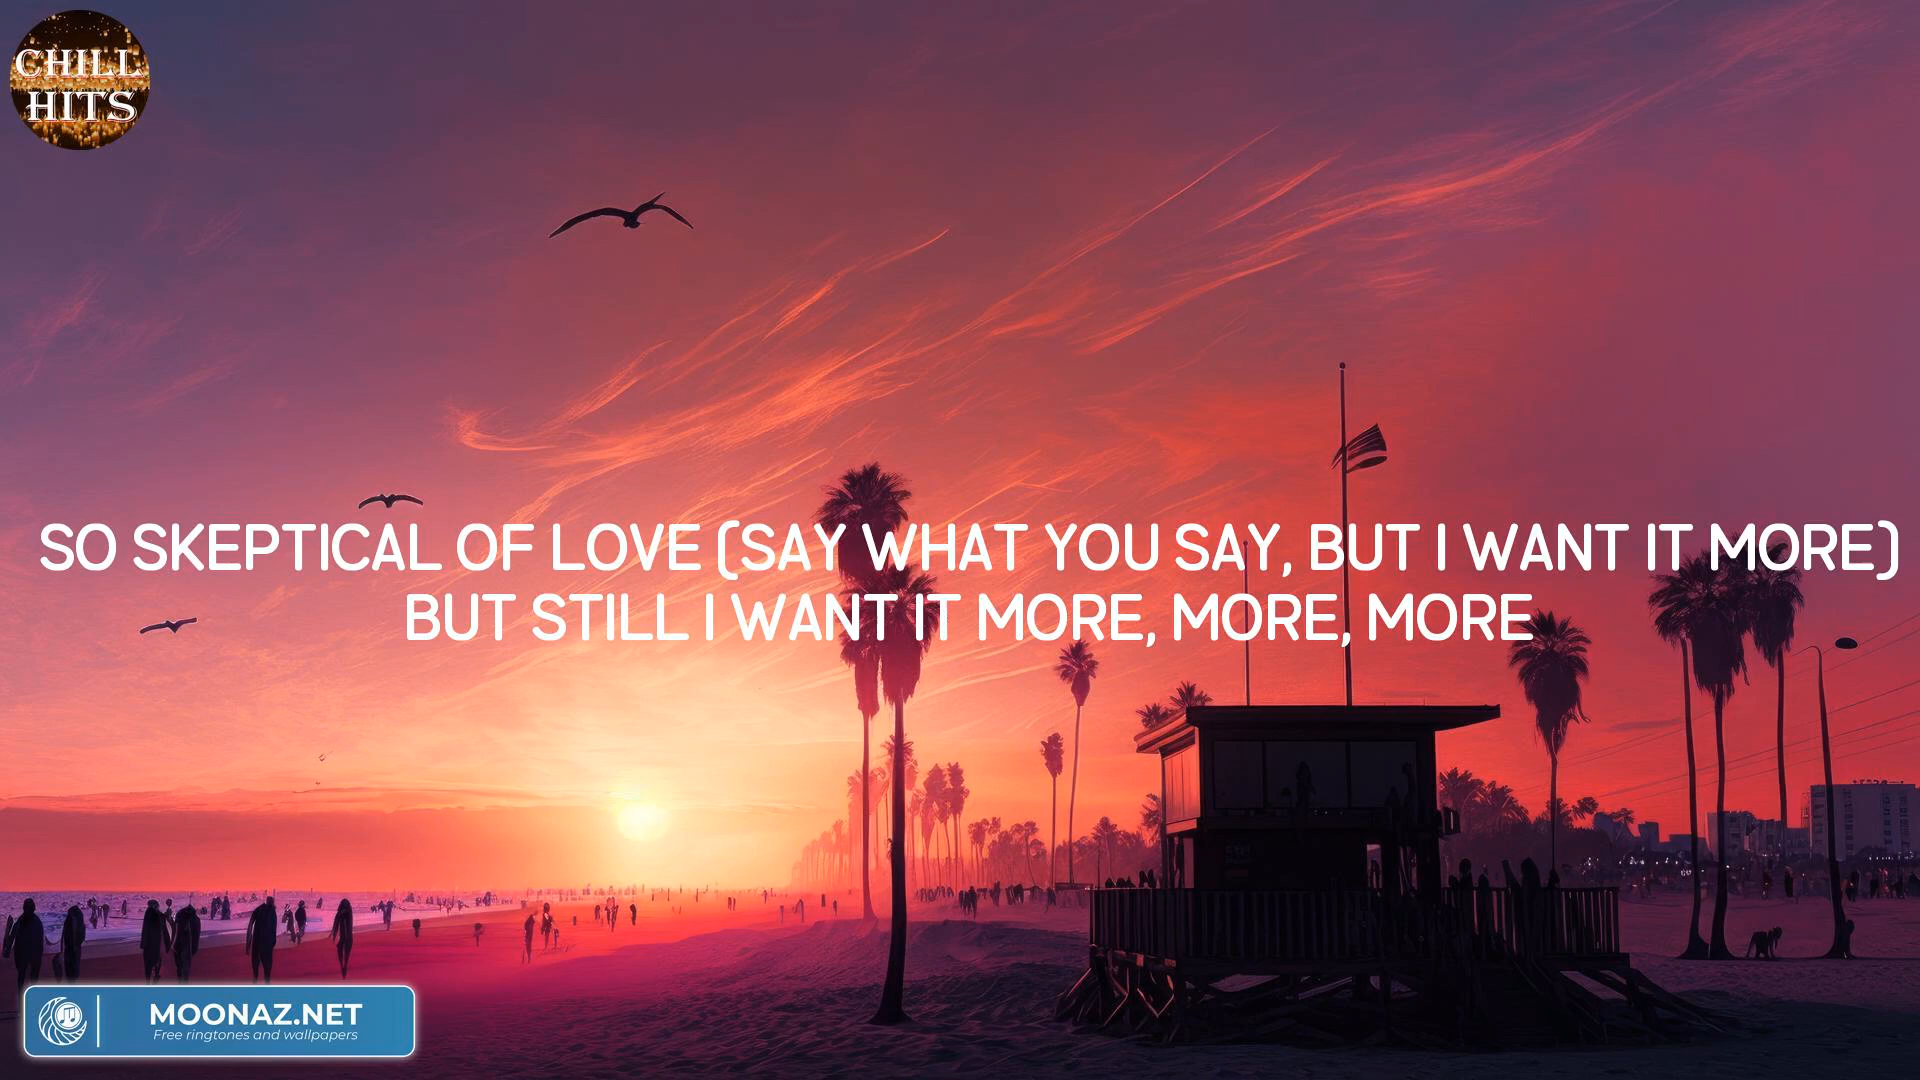 CHILL
HITS
SO SKEPTICAL OF LOVE (SAY WHAT YOU SAY, BUT I WANT IT MORE)
BUT STILL I WANT IT MORE, MORE, MORE
MOONAZ.NET
Free ringtones and wallpapers